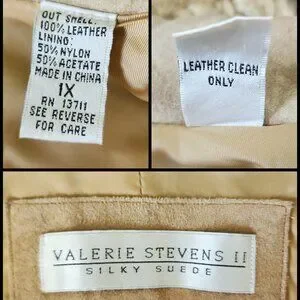 OUT SHELL:
100% LEATHER
LINING:
50% NYLON
50% ACETATE
MADE IN CHINA
1X
RN 13711
SEE REVERSE
FOR CARE
LEATHER CLEAN
ONLY
VALERIE STEVENS II
SILKY SUEDE